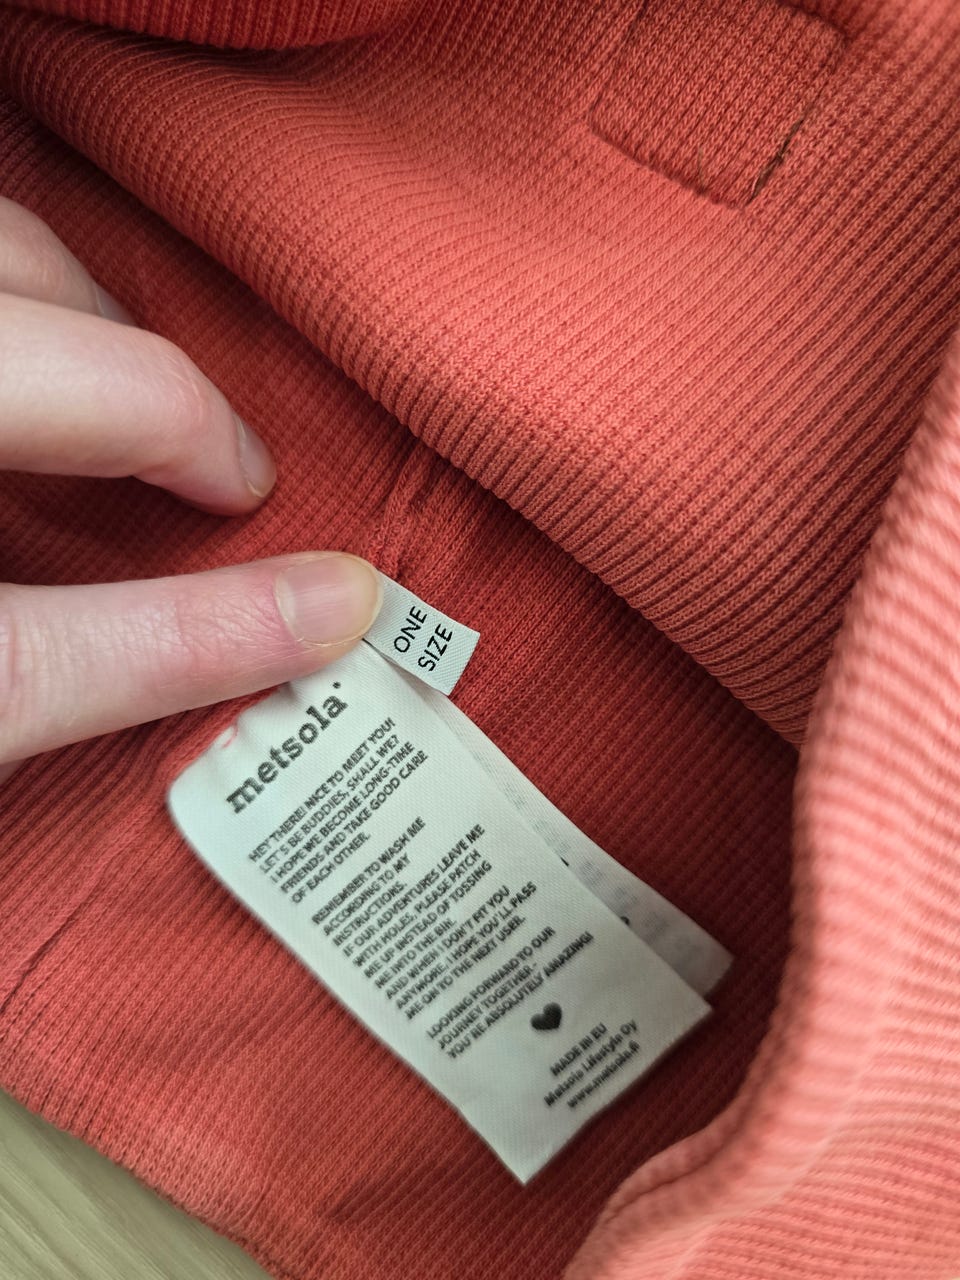 ONE
SIZE
metsola
HEY THERE! NICE TO MEET YOU!
LET'S BE BUDDIES, SHALL WE?
I HOPE WE BECOME LONG-TIME
FRIENDS AND TAKE GOOD CARE
OF EACH OTHER.
REMEMBER TO WASH ME
ACCORDING TO MY
INSTRUCTIONS.
IF OUR ADVENTURES LEAVE ME
WITH HOLES, PLEASE PATCH
ME UP INSTEAD OF TOSSING
ME INTO THE BIN.
AND WHEN I DON'T FIT YOU
ANYMORE, I HOPE YOU'LL PASS
ME ON TO THE NEXT USER.
LOOKING FORWARD TO OUR
JOURNEY TOGETHER.
YOU'RE ABSOLUTELY AMAZING!
MADE IN EU
Metsola Lifestyle Oy
www.metsola.fi